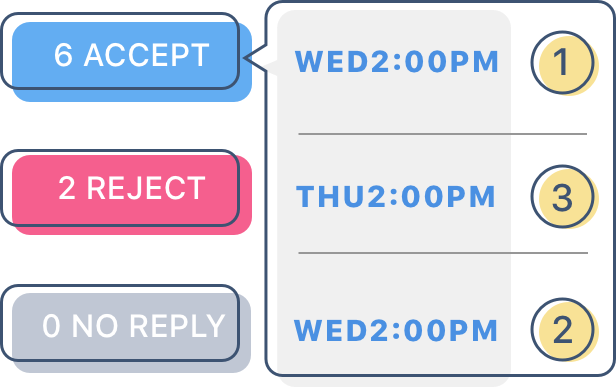 6 ACCEPT
WED2:00PM 1
2 REJECT
THU2:00PM 3
0 NO REPLY
WED2:00PM 2